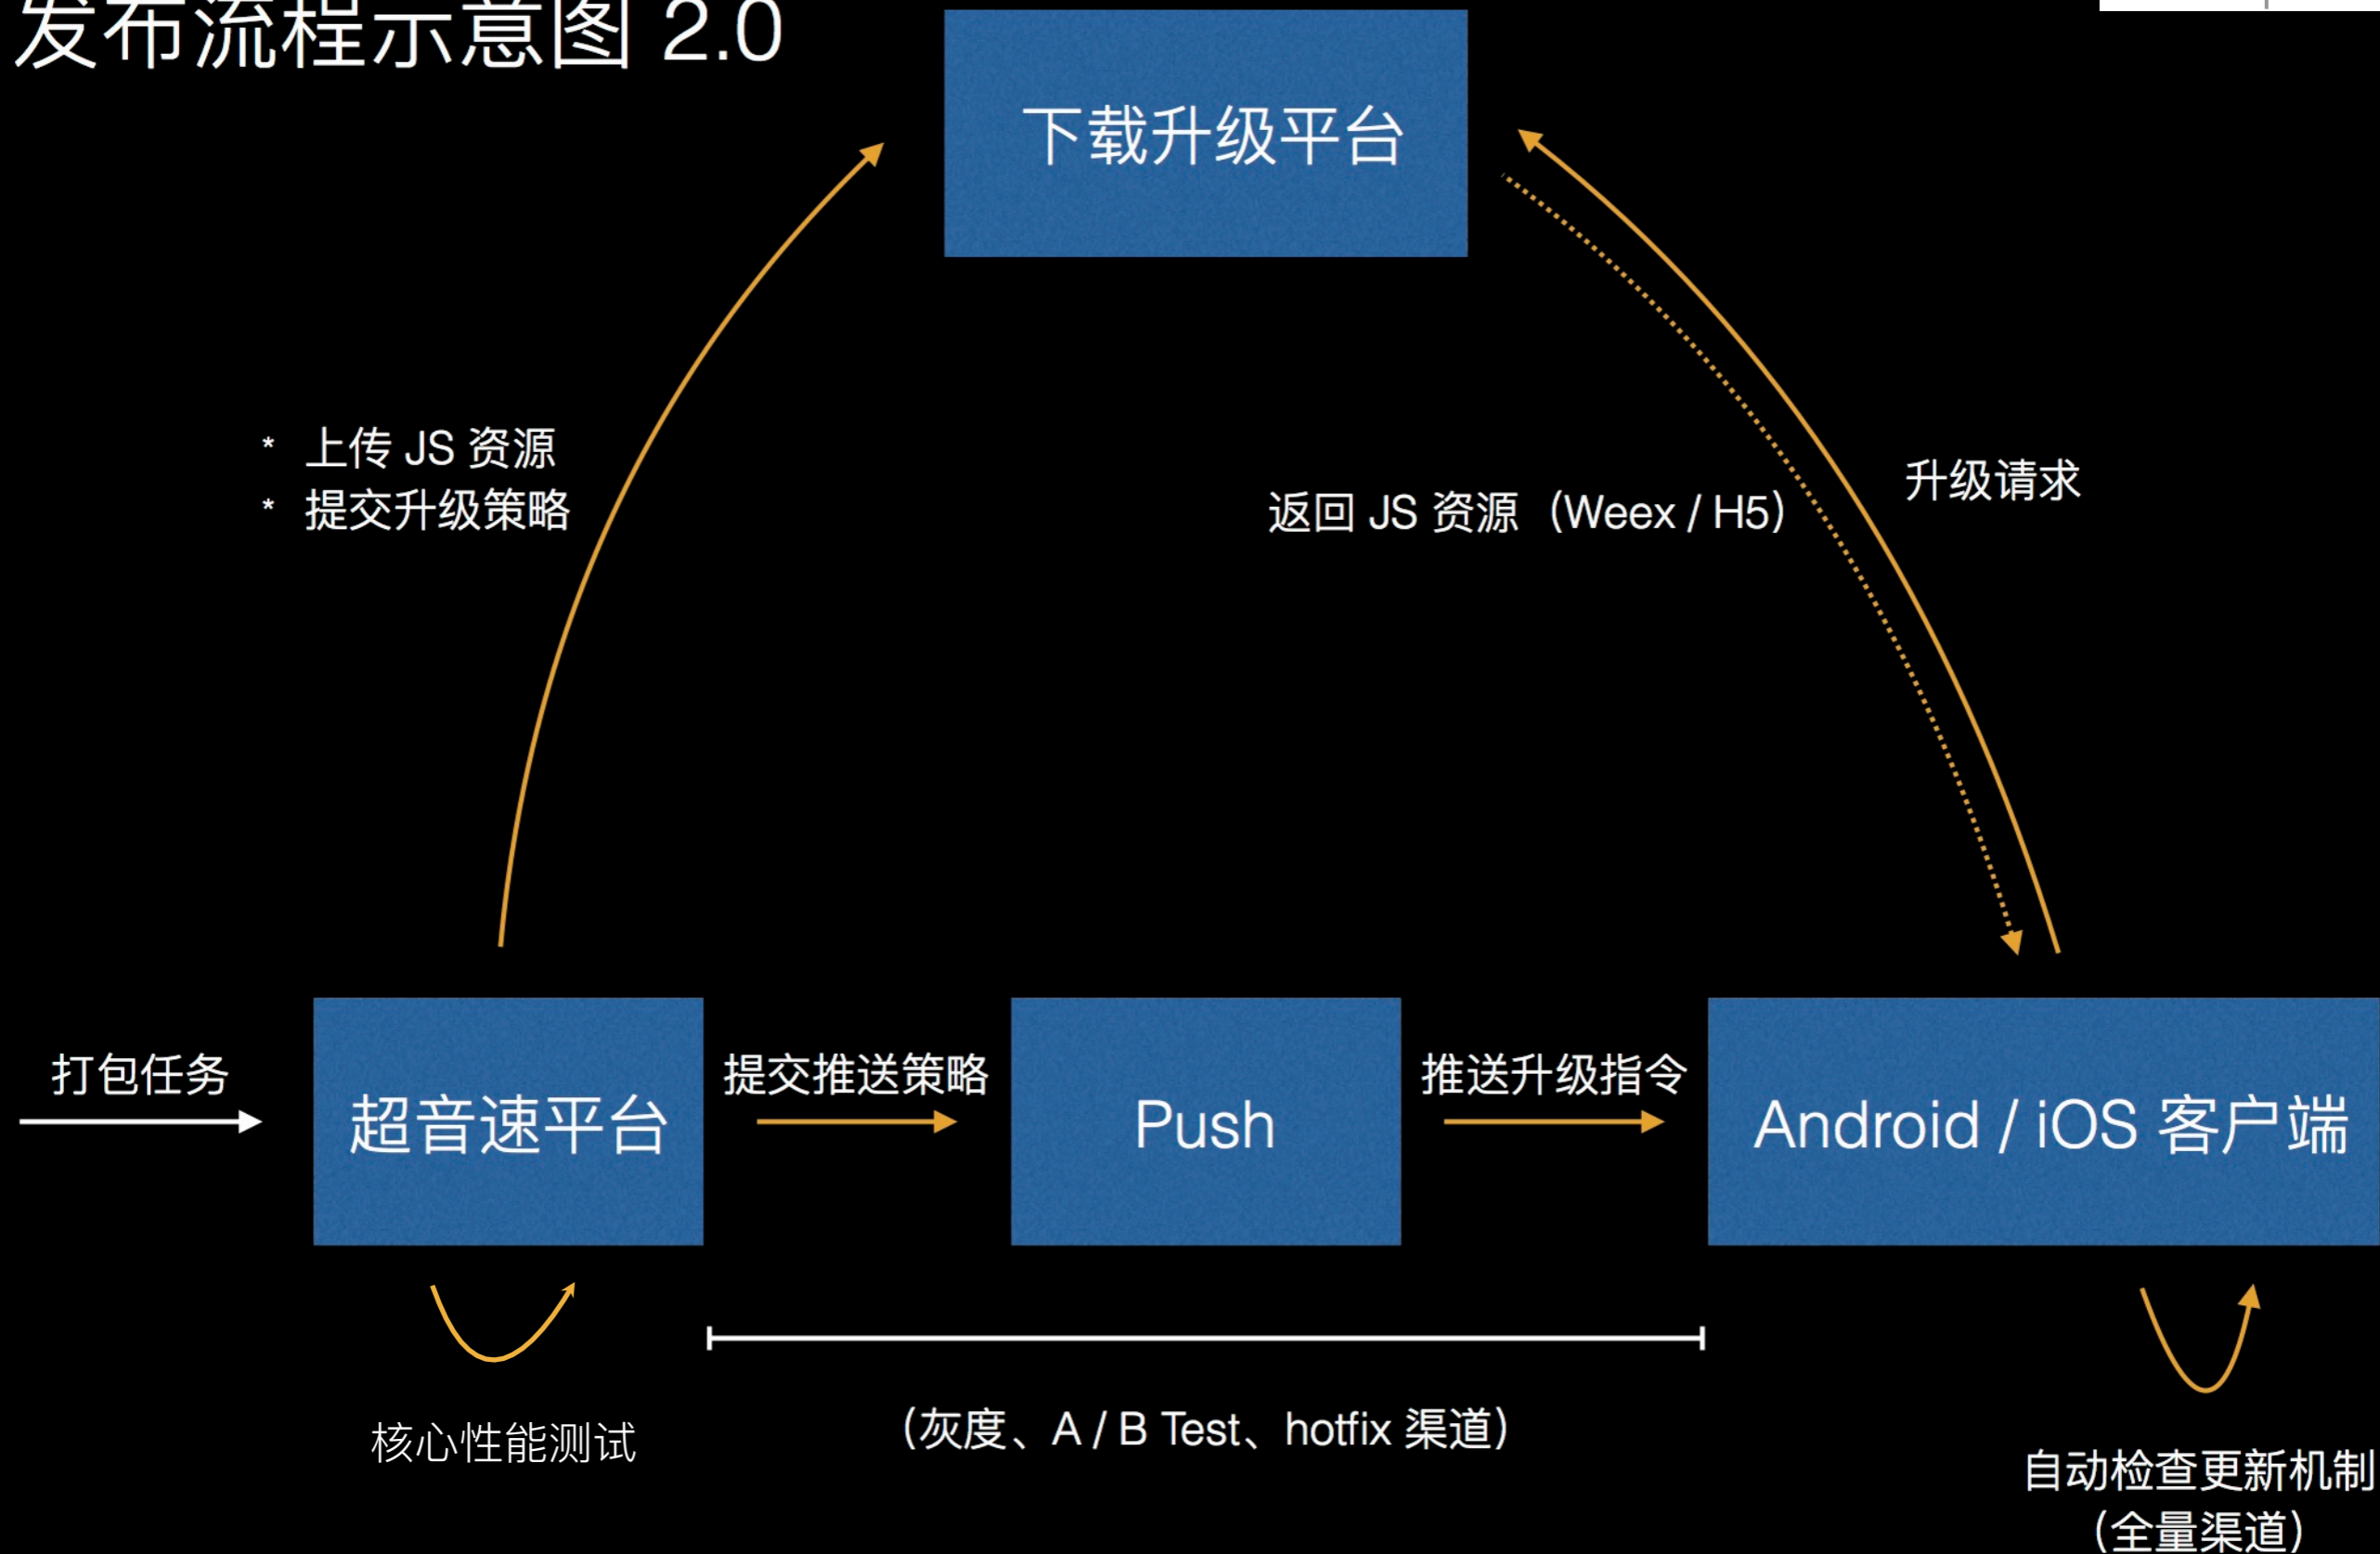 发布流程示意图 2.0
下载升级平台
* 上传 JS 资源
* 提交升级策略
返回 JS 资源（Weex / H5）
升级请求
打包任务
超音速平台
提交推送策略
Push
推送升级指令
Android / iOS 客户端
核心性能测试
（灰度、A / B Test、hotfix 渠道）
自动检查更新机制
（全量渠道）